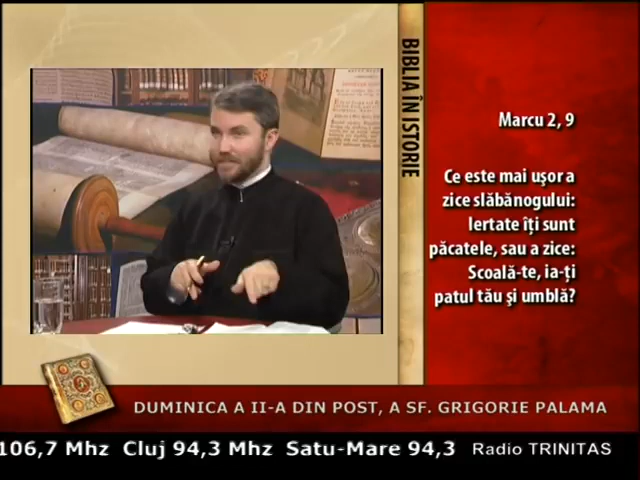 BIBLIA ÎN ISTORIE
Marcu 2, 9
Ce este mai uşor a
zice slăbănogului:
Iertate îţi sunt
păcatele, sau a zice:
Scoală-te, ia-ţi
patul tău şi umblă?
DUMINICA A II-A DIN POST, A SF. GRIGORIE PALAMA
106,7 Mhz Cluj 94,3 Mhz Satu-Mare 94,3 Radio TRINITAS